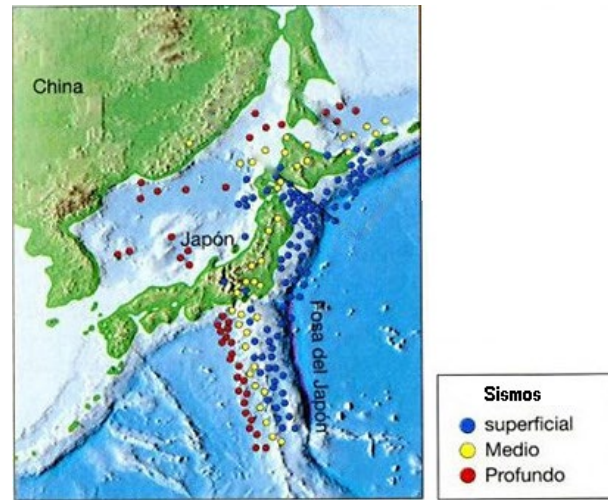 China
Japón
Fosa del Japón
Sismos
superficial
Medio
Profundo